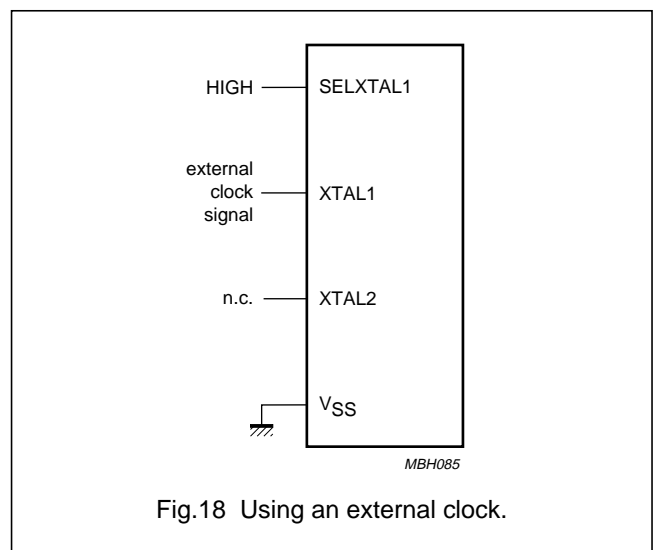 HIGH
SELXTAL1
external
clock
signal
XTAL1
n.c.
XTAL2
VSS
MBH085
Fig.18 Using an external clock.